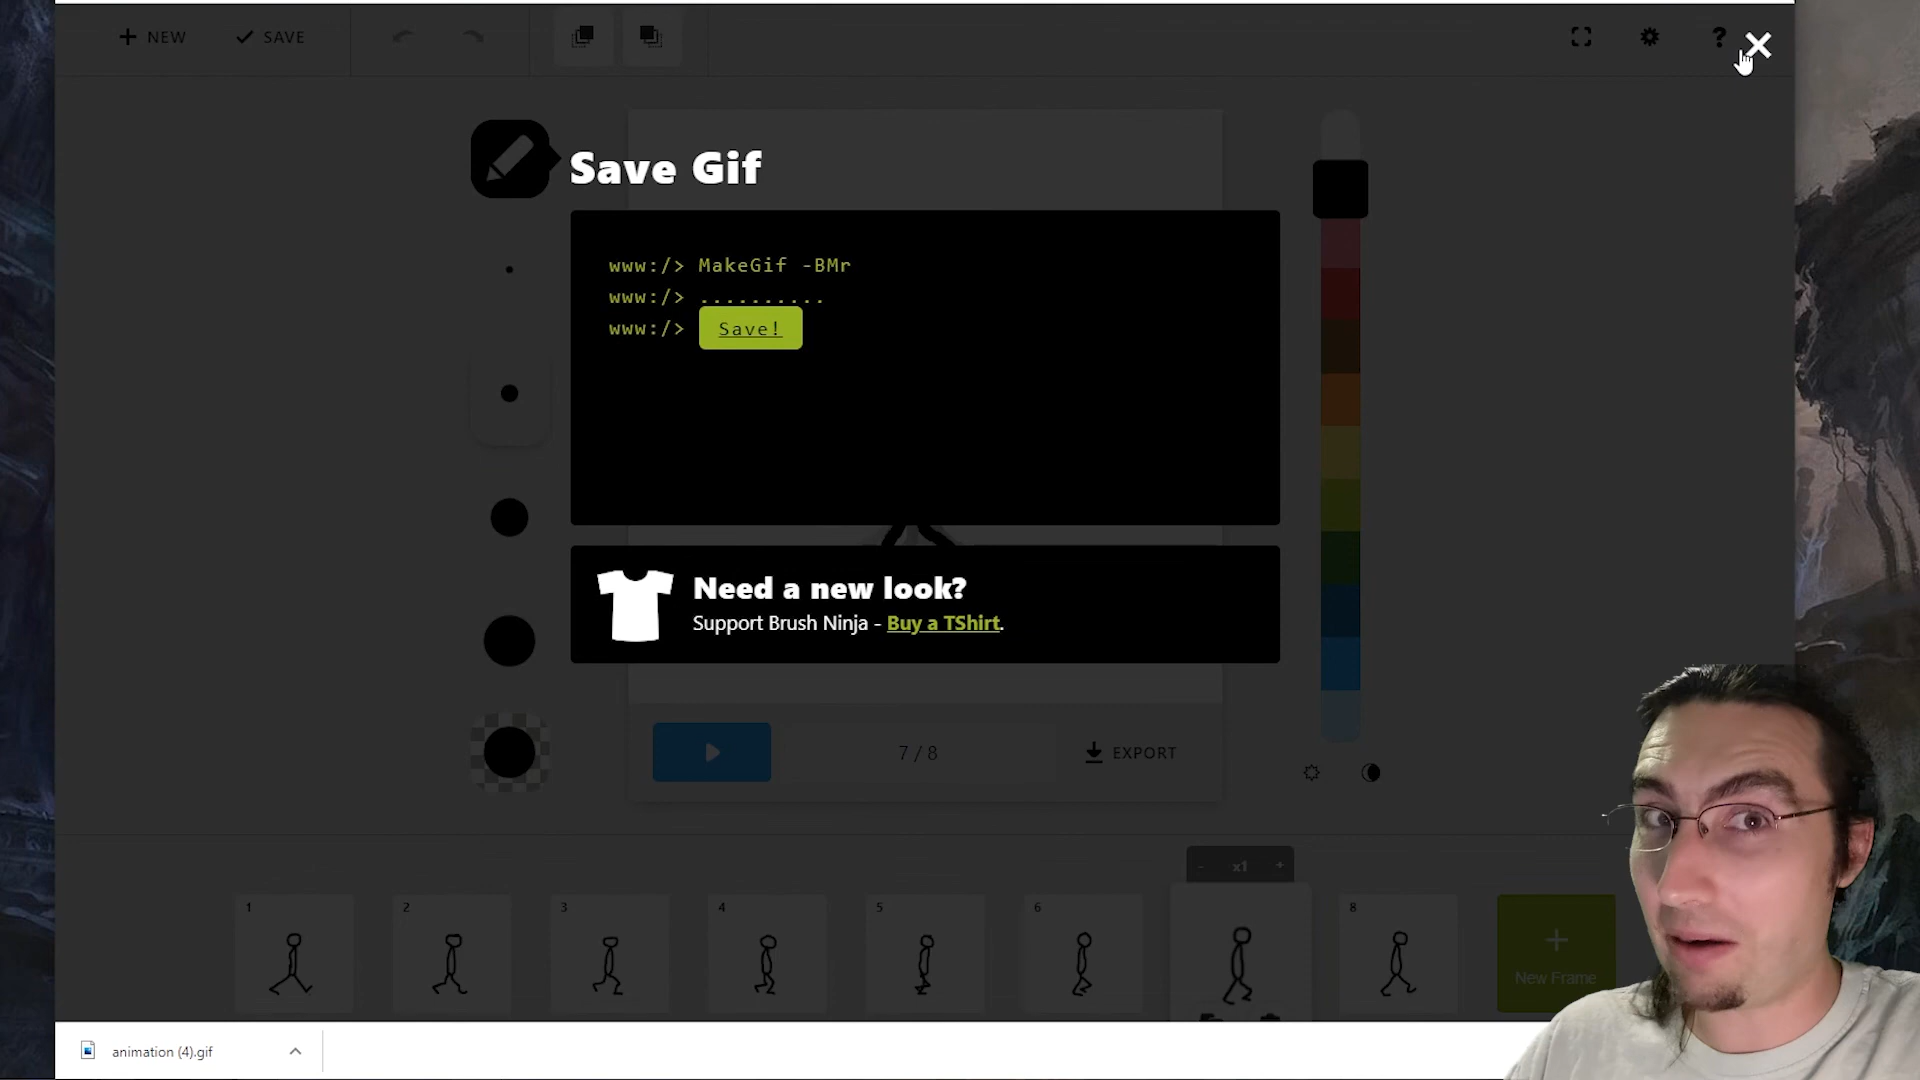 NEW
SAVE
?
Save Gif
www:/> MakeGif -BMr
www:/> ..........
www:/> Save!
Need a new look?
Support Brush Ninja - Buy a TShirt.
7 / 8
EXPORT
- x1 +
1
2
3
4
5
6
8
New Frame
animation (4).gif